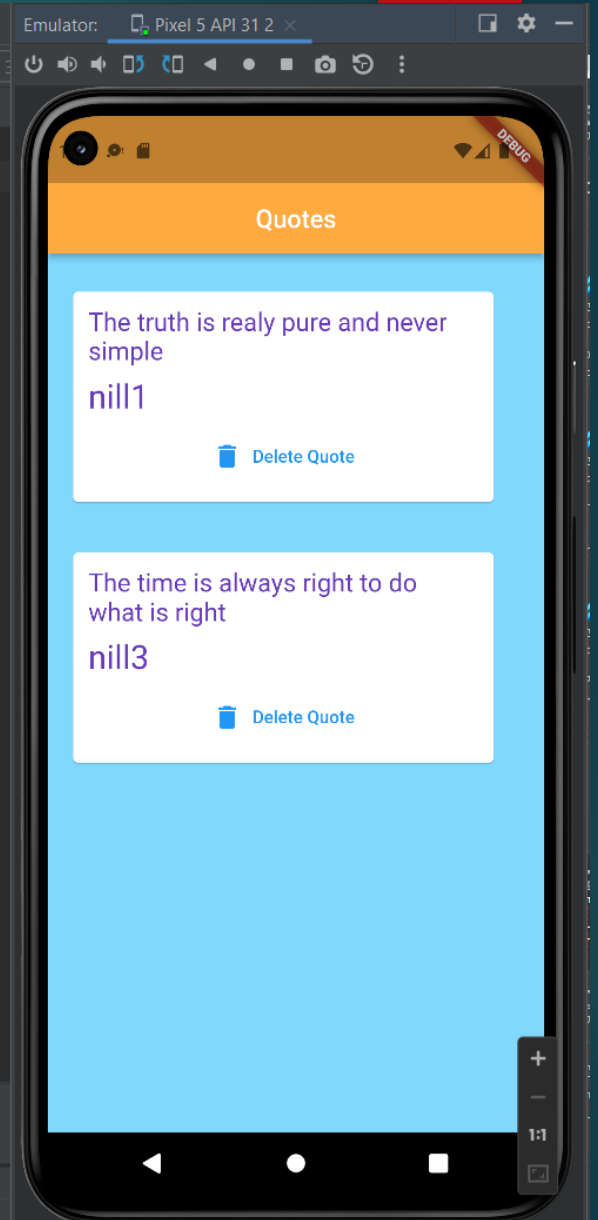 Emulator: Pixel 5 API 31 2
DEBUG
Quotes
The truth is realy pure and never
simple
nill1
Delete Quote
The time is always right to do
what is right
nill3
Delete Quote
1:1